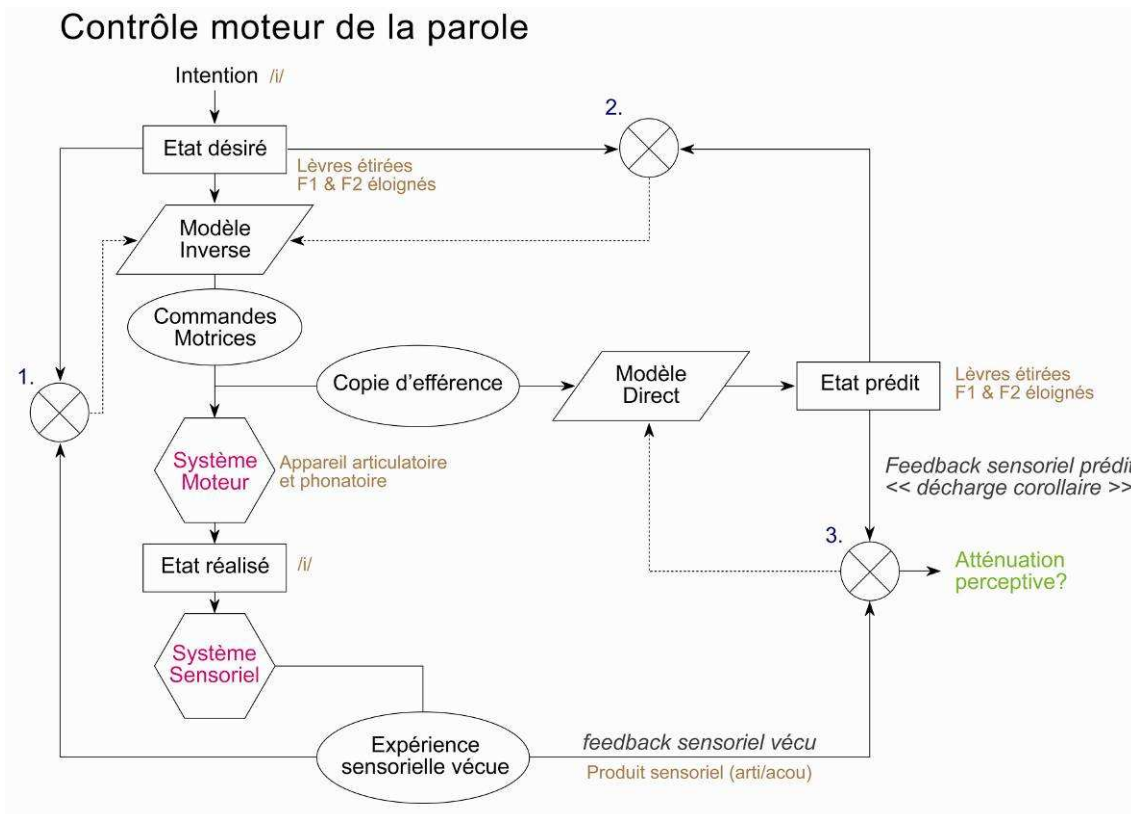 Contrôle moteur de la parole
Intention /i/
2.
Etat désiré
Lèvres étirées
F1 & F2 éloignés
Modèle
Inverse
Commandes
Motrices
1.
Copie d'efférence
Modèle
Direct
Etat prédit
Lèvres étirées
F1 & F2 éloignés
Système
Moteur
Appareil articulatoire
et phonatoire
Feedback sensoriel prédit
<< décharge corollaire >>
3.
Etat réalisé /i/
Atténuation
perceptive?
Système
Sensoriel
Expérience
sensorielle vécue
feedback sensoriel vécu
Produit sensoriel (arti/acou)